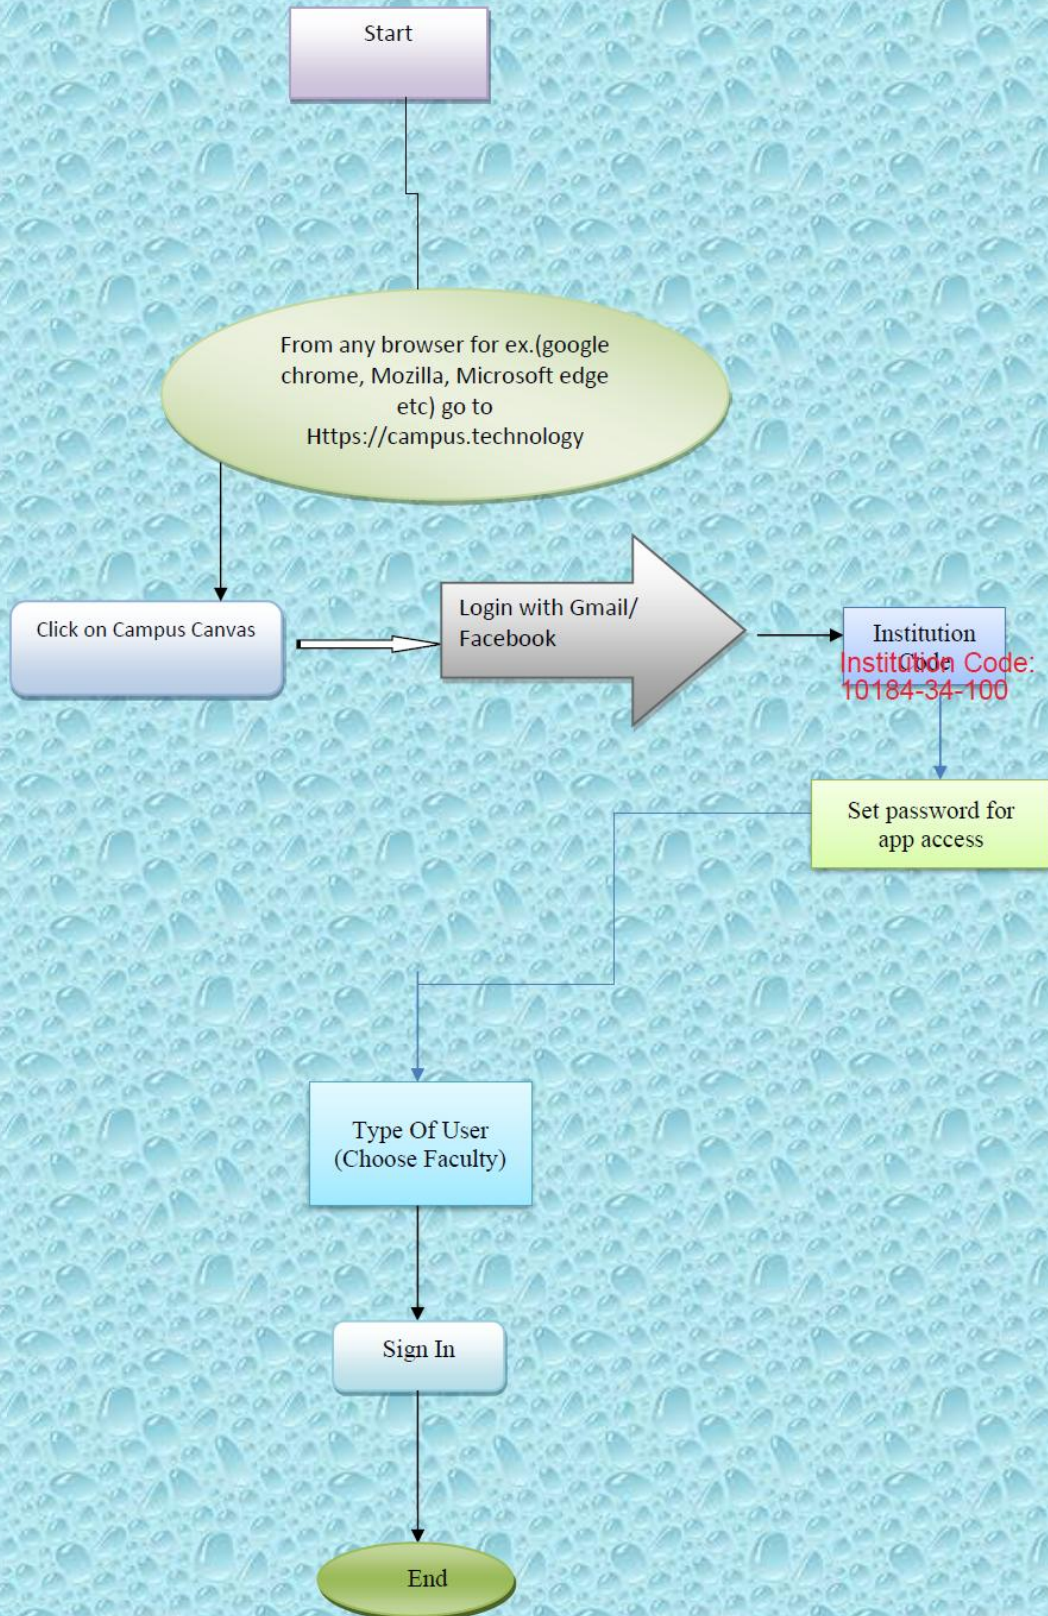 Start
From any browser for ex.(google
chrome, Mozilla, Microsoft edge
etc) go to
Https://campus.technology
Click on Campus Canvas
Login with Gmail/
Facebook
Institution
Code
Institution Code:
10184-34-100
Set password for
app access
Type Of User
(Choose Faculty)
Sign In
End